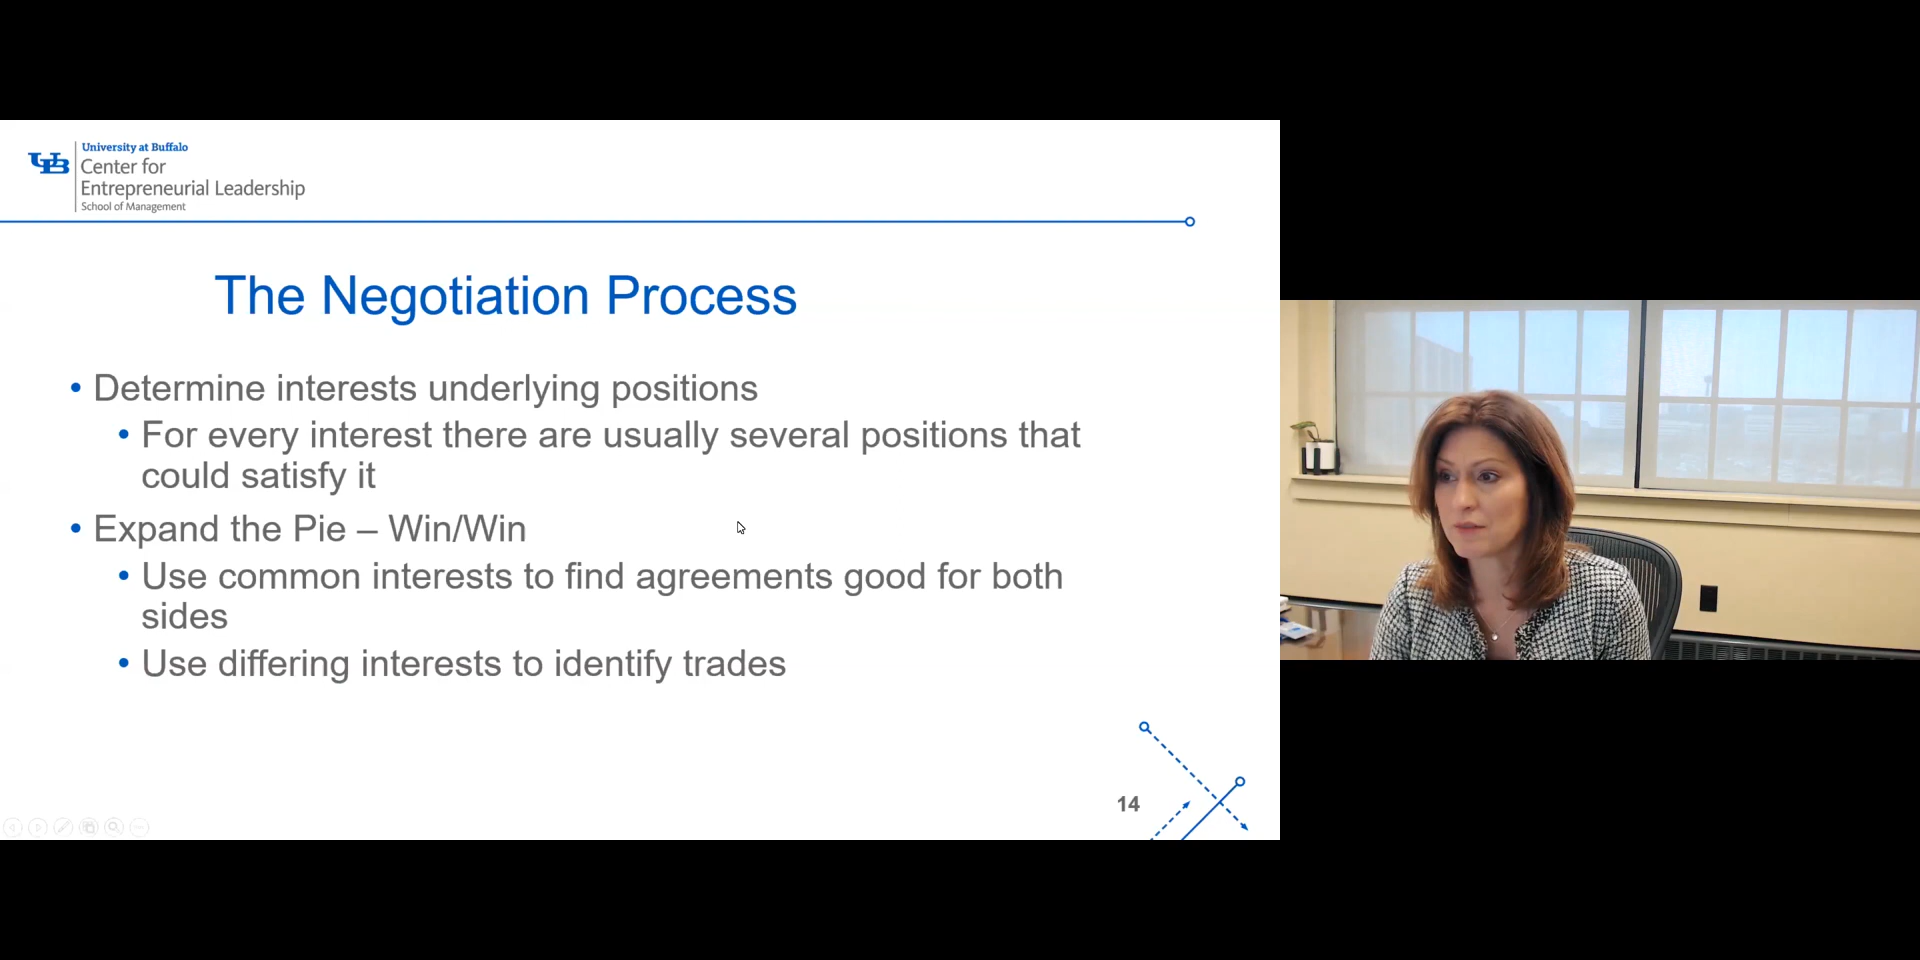 University at Buffalo
Center for
Entrepreneurial Leadership
School of Management
The Negotiation Process
• Determine interests underlying positions
• For every interest there are usually several positions that
could satisfy it
• Expand the Pie – Win/Win
• Use common interests to find agreements good for both
sides
• Use differing interests to identify trades
14